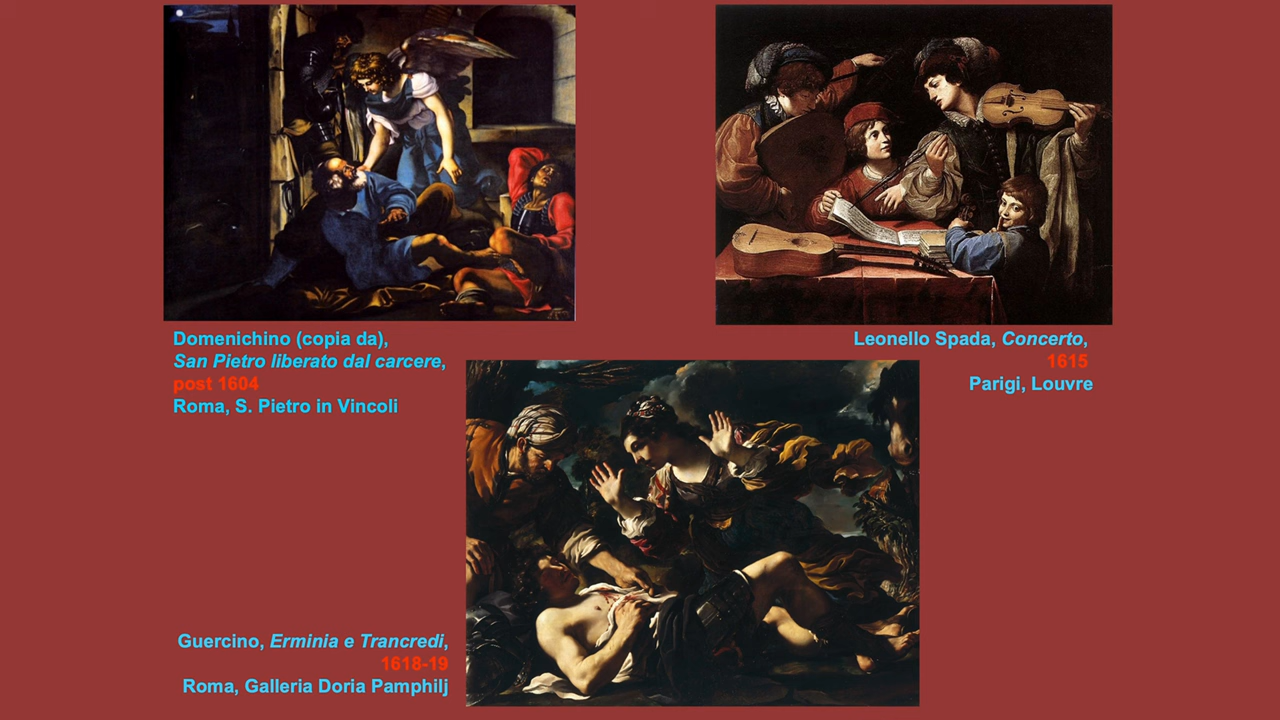 Domenichino (copia da),
San Pietro liberato dal carcere,
post 1604
Roma, S. Pietro in Vincoli
Leonello Spada, Concerto,
1615
Parigi, Louvre
Guercino, Erminia e Trancredi,
1618-19
Roma, Galleria Doria Pamphilj